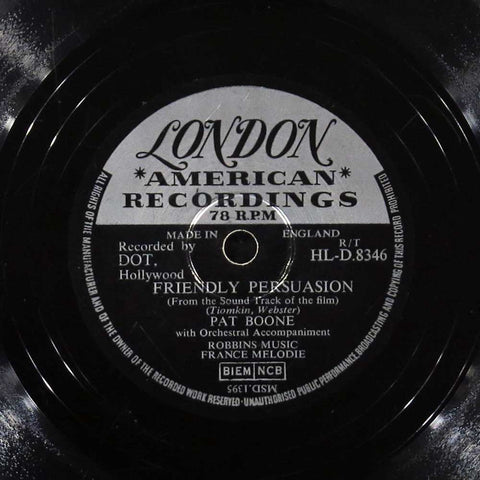 LONDON
*AMERICAN*
RECORDINGS
78 RPM
MADE IN ENGLAND
Recorded by R/T
DOT, HL-D.8346
Hollywood
FRIENDLY PERSUASION
(From the Sound Track of the film)
(Tiomkin, Webster)
PAT BOONE
with Orchestral Accompaniment
ROBBINS MUSIC
FRANCE MELODIE
BIEM NCB
MSD.1395
ALL RIGHTS OF THE MANUFACTURER AND OF THE OWNER OF THE RECORDED WORK RESERVED · UNAUTHORISED PUBLIC PERFORMANCE, BROADCASTING AND COPYING OF THIS RECORD PROHIBITED